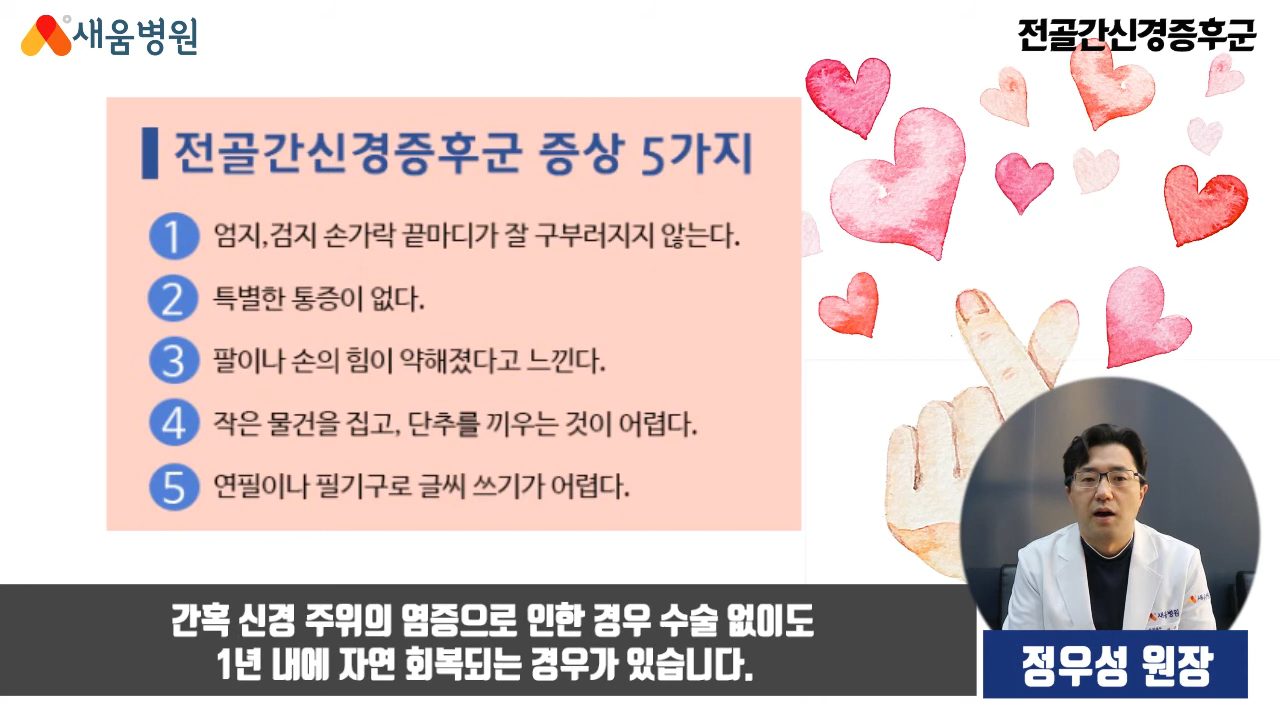 새움병원
전골간신경증후군
전골간신경증후군 증상 5가지
1 엄지,검지 손가락 끝마디가 잘 구부러지지 않는다.
2 특별한 통증이 없다.
3 팔이나 손의 힘이 약해졌다고 느낀다.
4 작은 물건을 집고, 단추를 끼우는 것이 어렵다.
5 연필이나 필기구로 글씨 쓰기가 어렵다.
새움병원
간혹 신경 주위의 염증으로 인한 경우 수술 없이도
1년 내에 자연 회복되는 경우가 있습니다.
정우성 원장